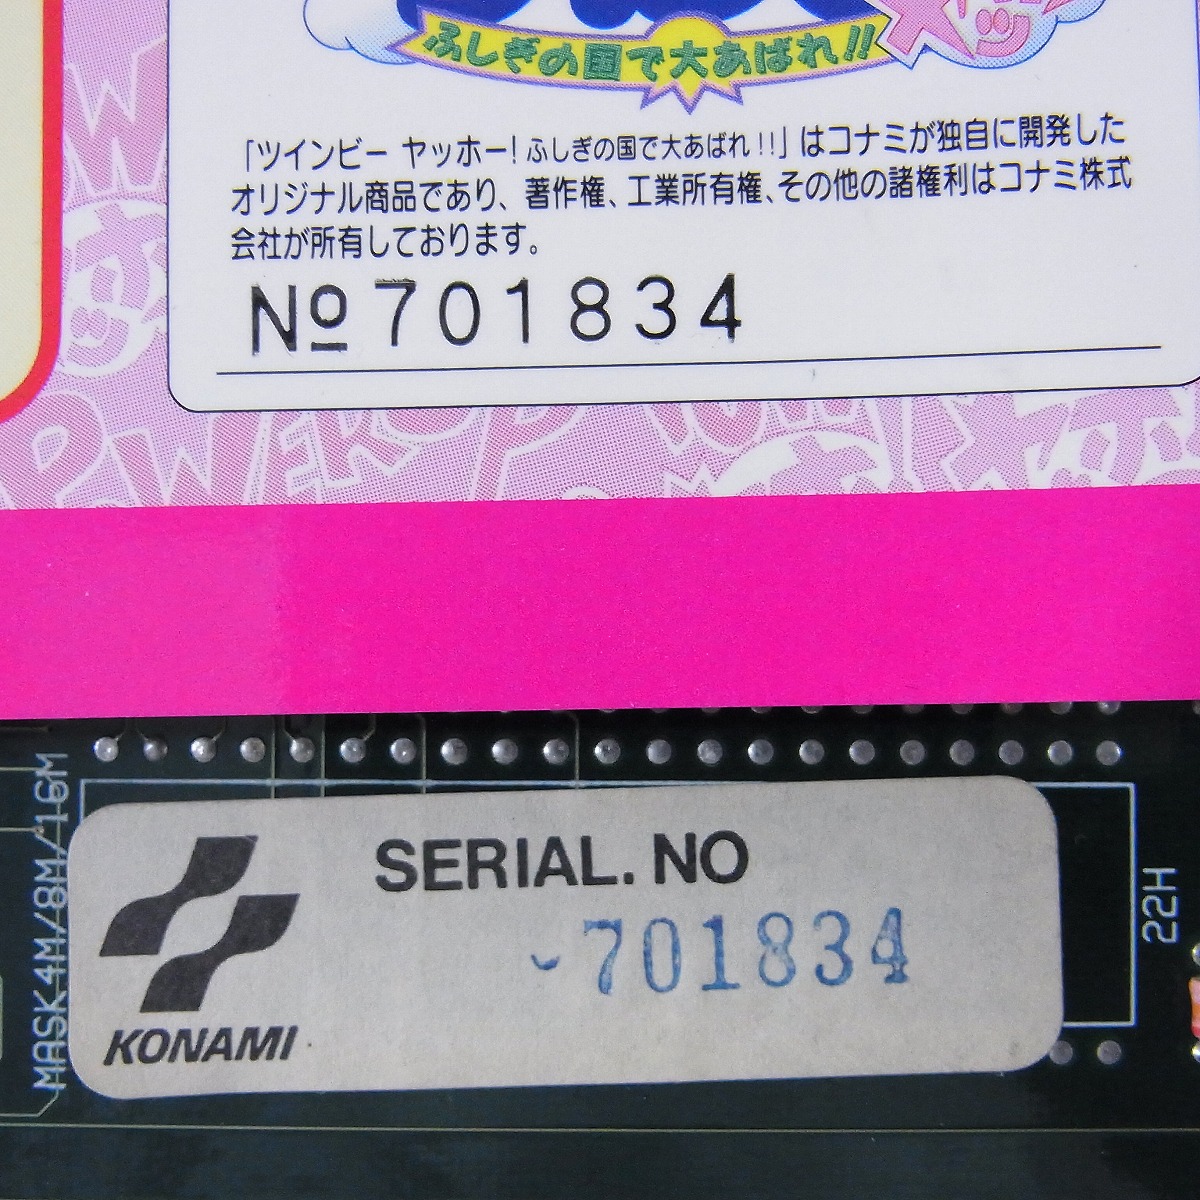 ふしぎの国で大あばれ!!
「ツインビー ヤッホー! ふしぎの国で大あばれ!!」はコナミが独自に開発した
オリジナル商品であり、著作権、工業所有権、その他の諸権利はコナミ株式
会社が所有しております。
№701834
POWER UP
MASK4M/8M/16M
SERIAL. NO
701834
KONAMI
22H